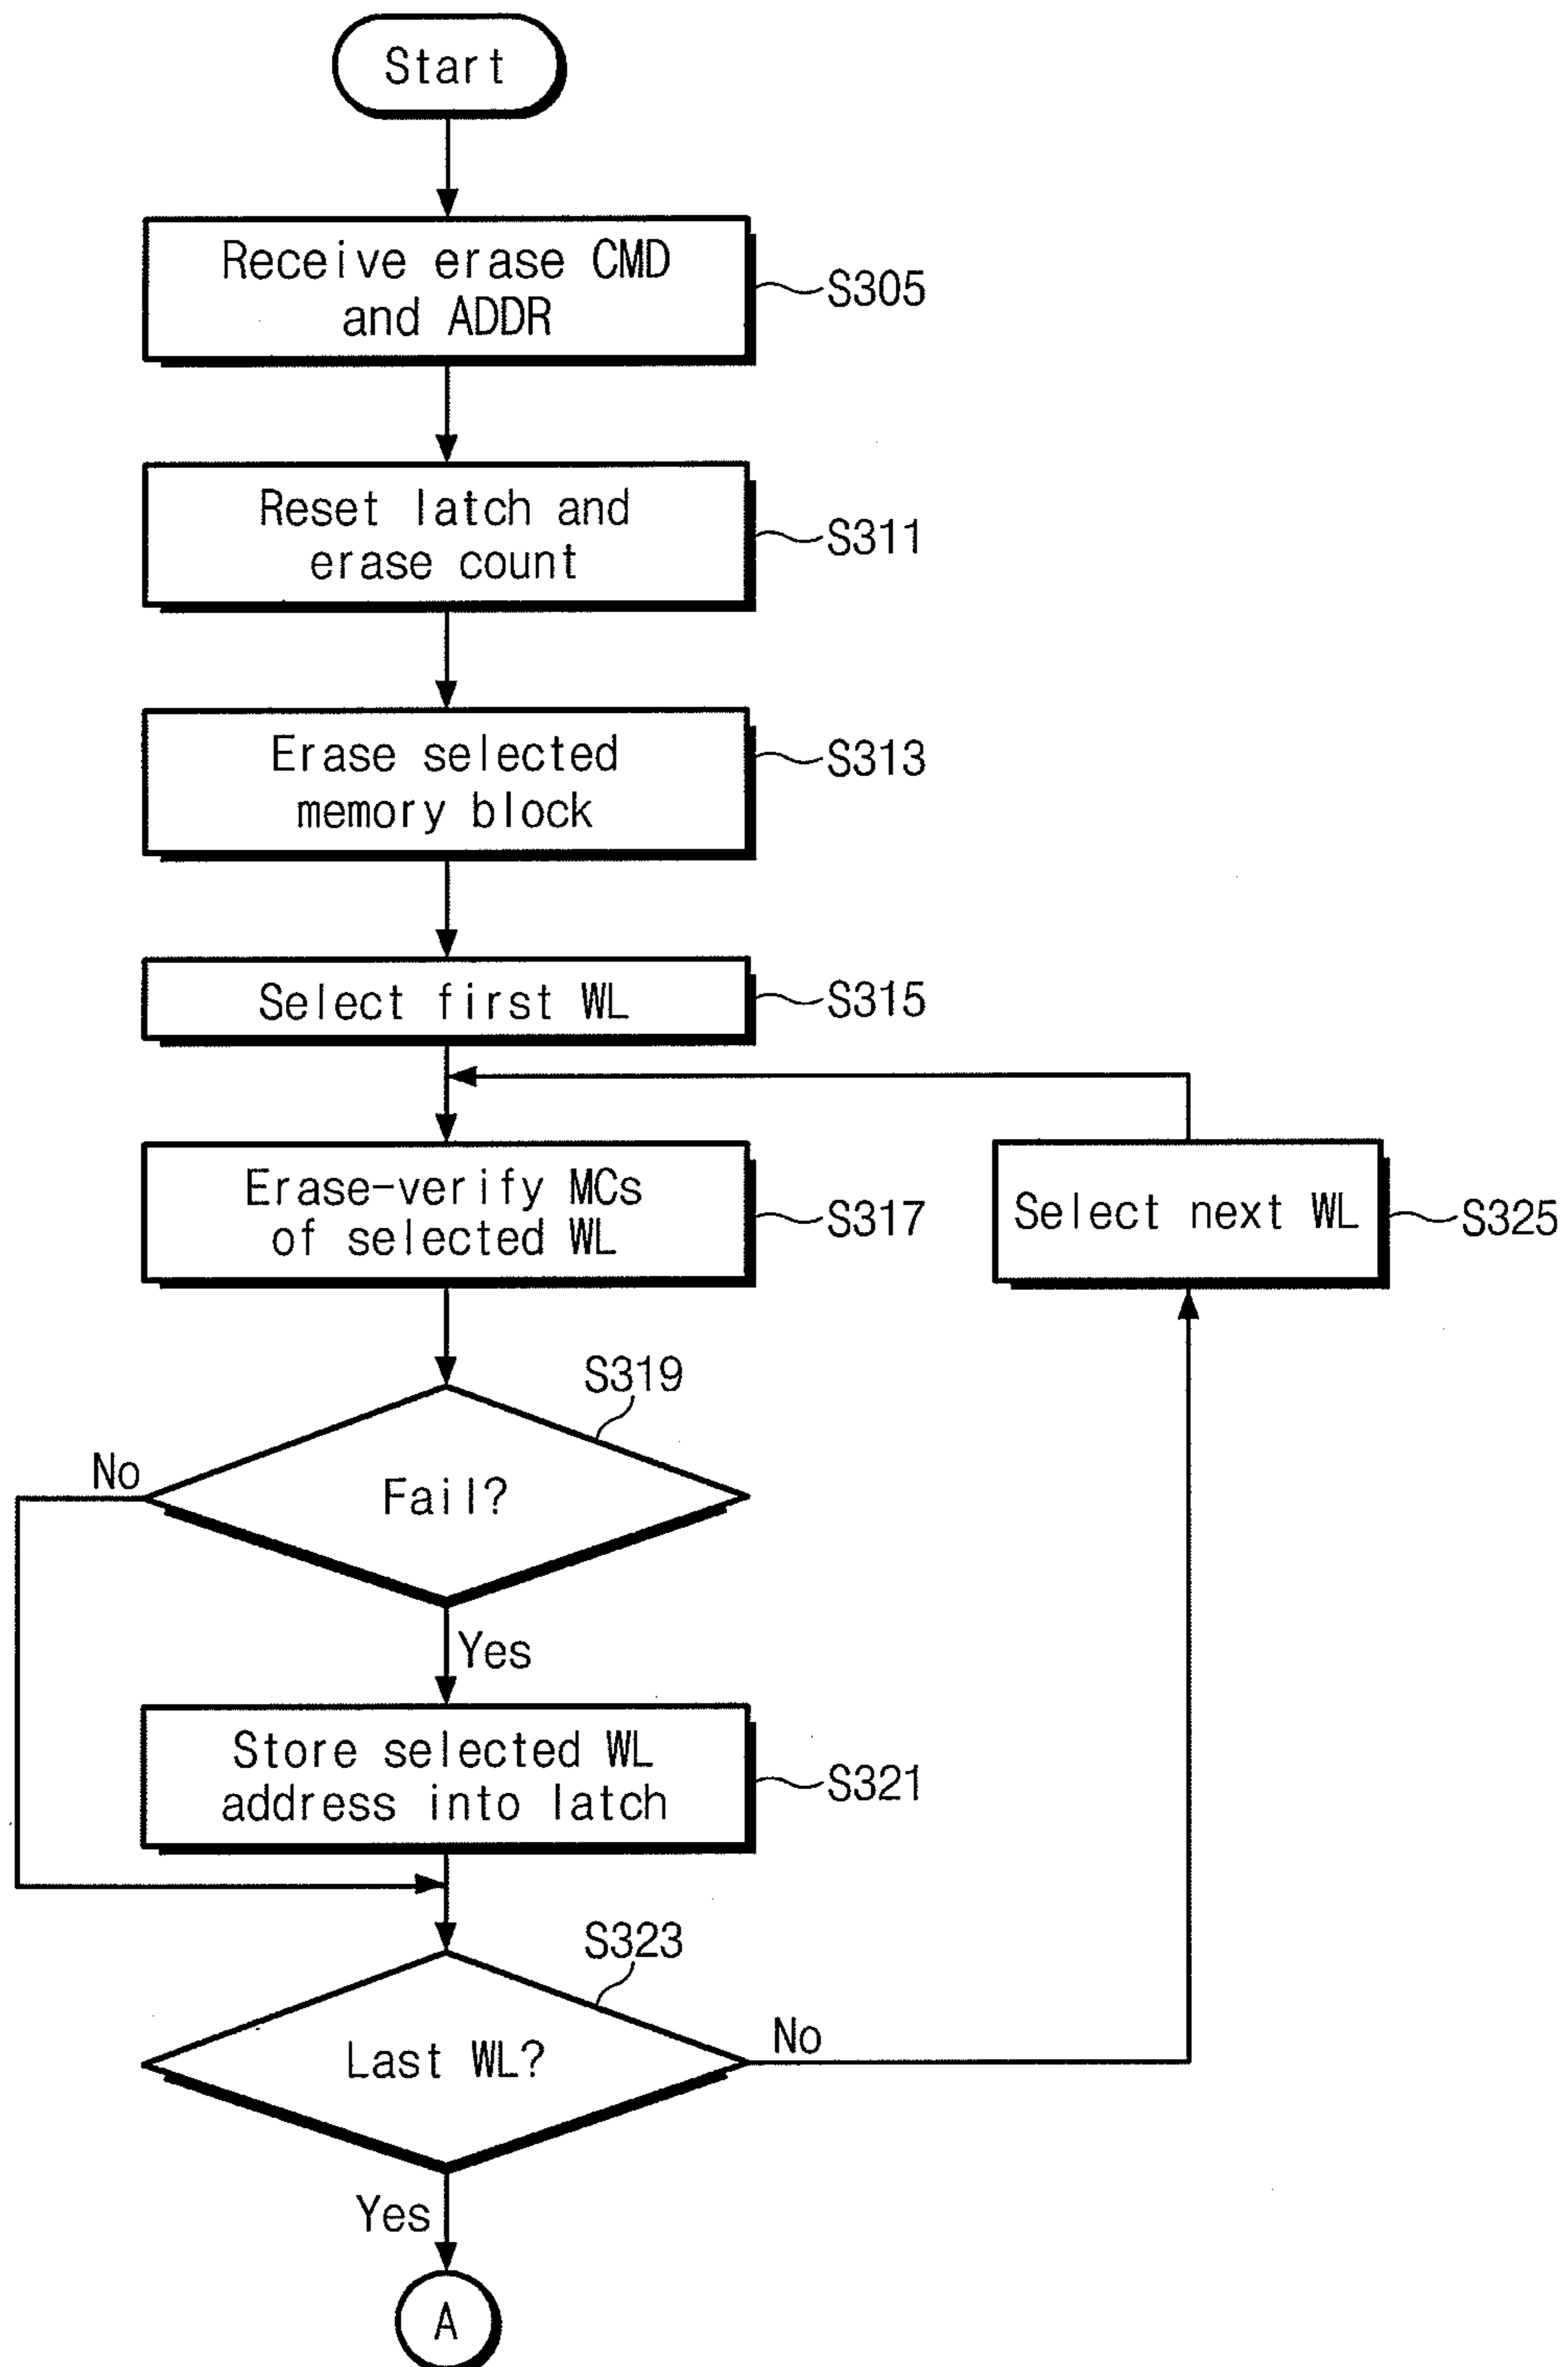 Start
Receive erase CMD
and ADDR
S305
Reset latch and
erase count
S311
Erase selected
memory block
S313
Select first WL
S315
Erase-verify MCs
of selected WL
S317
Select next WL
S325
S319
No
Fail?
Yes
Store selected WL
address into latch
S321
S323
Last WL?
No
Yes
A